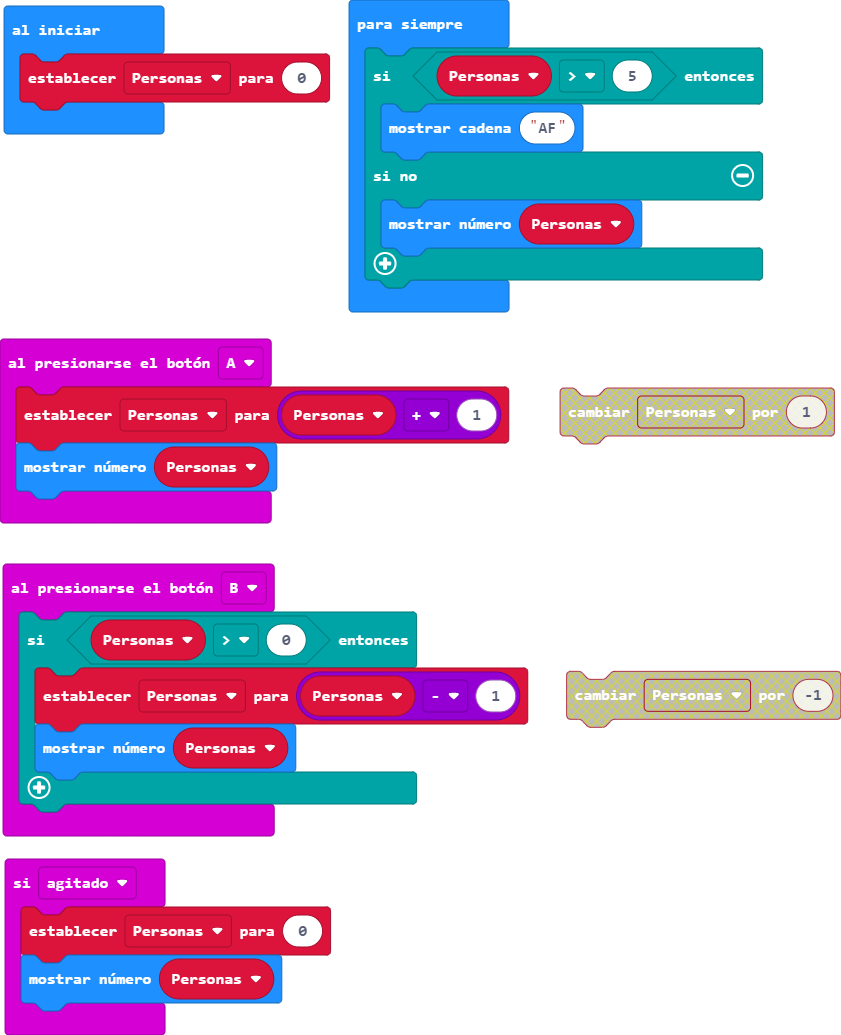 al iniciar
establecer Personas para 0
para siempre
si Personas > 5 entonces
mostrar cadena "AF"
si no
mostrar número Personas
al presionarse el botón A
establecer Personas para Personas + 1
mostrar número Personas
cambiar Personas por 1
al presionarse el botón B
si Personas > 0 entonces
establecer Personas para Personas - 1
mostrar número Personas
cambiar Personas por -1
si agitado
establecer Personas para 0
mostrar número Personas